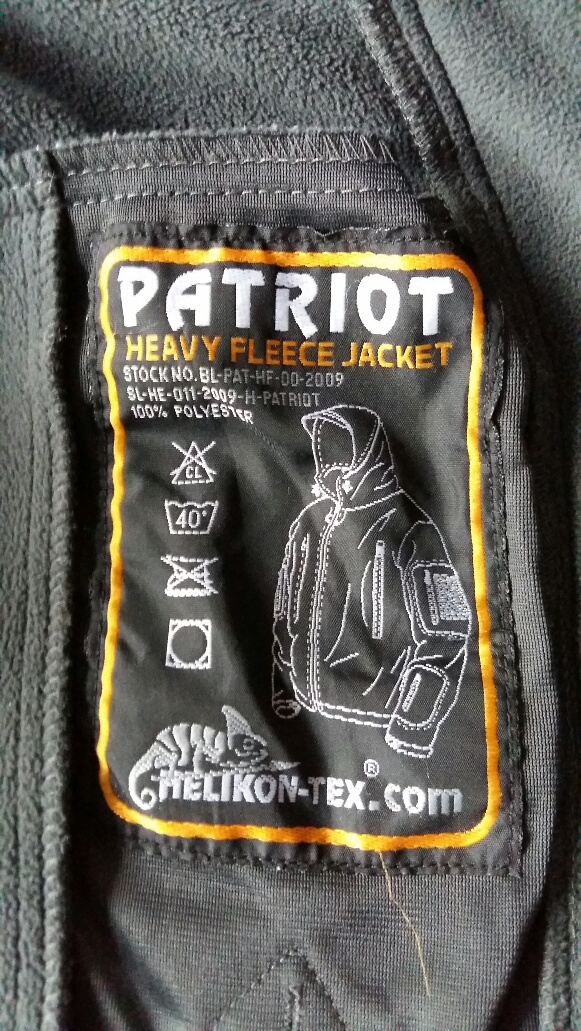 PATRIOT
HEAVY FLEECE JACKET
STOCK NO. BL-PAT-HF-00-2009
SL-HE-011-2009-H-PATRIOT
100% POLYESTER
CL
40°
®
HELIKON-TEX.com